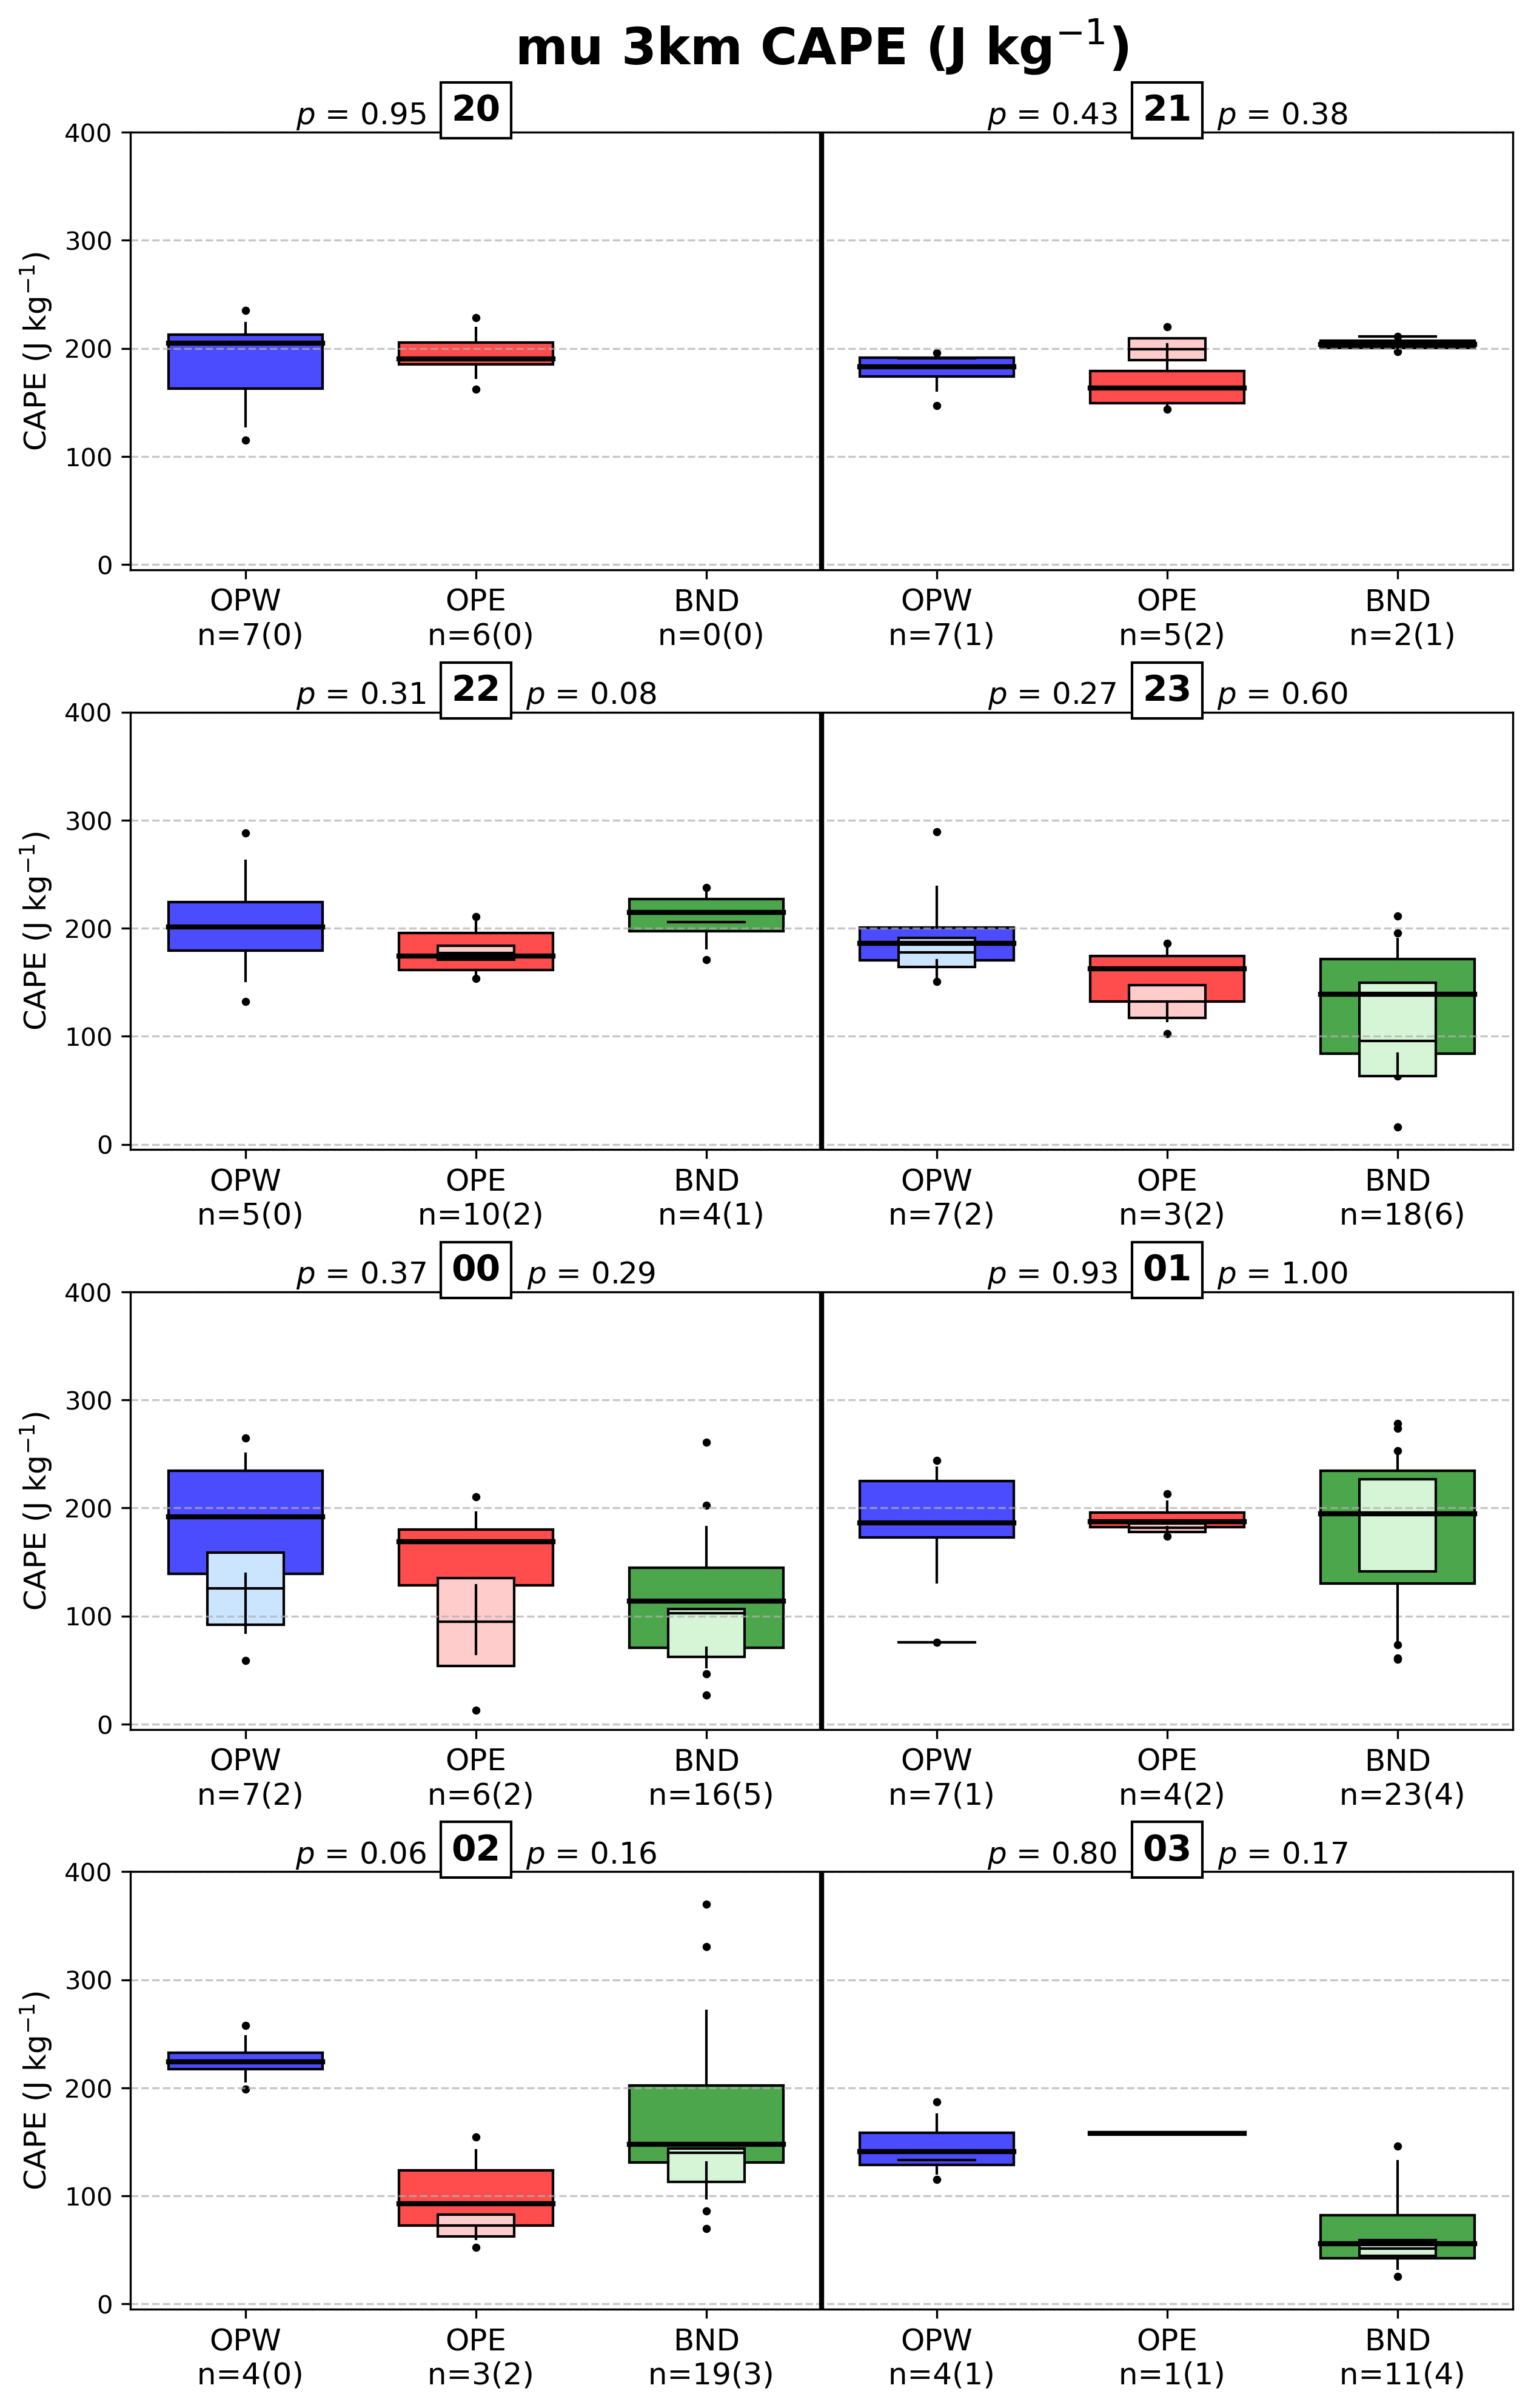 mu 3km CAPE (J kg⁻¹)
p = 0.95 20
p = 0.43 21 p = 0.38
400
300
200
100
0
CAPE (J kg⁻¹)
OPW OPE BND OPW OPE BND
n=7(0) n=6(0) n=0(0) n=7(1) n=5(2) n=2(1)
p = 0.31 22 p = 0.08
p = 0.27 23 p = 0.60
400
300
200
100
0
CAPE (J kg⁻¹)
OPW OPE BND OPW OPE BND
n=5(0) n=10(2) n=4(1) n=7(2) n=3(2) n=18(6)
p = 0.37 00 p = 0.29
p = 0.93 01 p = 1.00
400
300
200
100
0
CAPE (J kg⁻¹)
OPW OPE BND OPW OPE BND
n=7(2) n=6(2) n=16(5) n=7(1) n=4(2) n=23(4)
p = 0.06 02 p = 0.16
p = 0.80 03 p = 0.17
400
300
200
100
0
CAPE (J kg⁻¹)
OPW OPE BND OPW OPE BND
n=4(0) n=3(2) n=19(3) n=4(1) n=1(1) n=11(4)